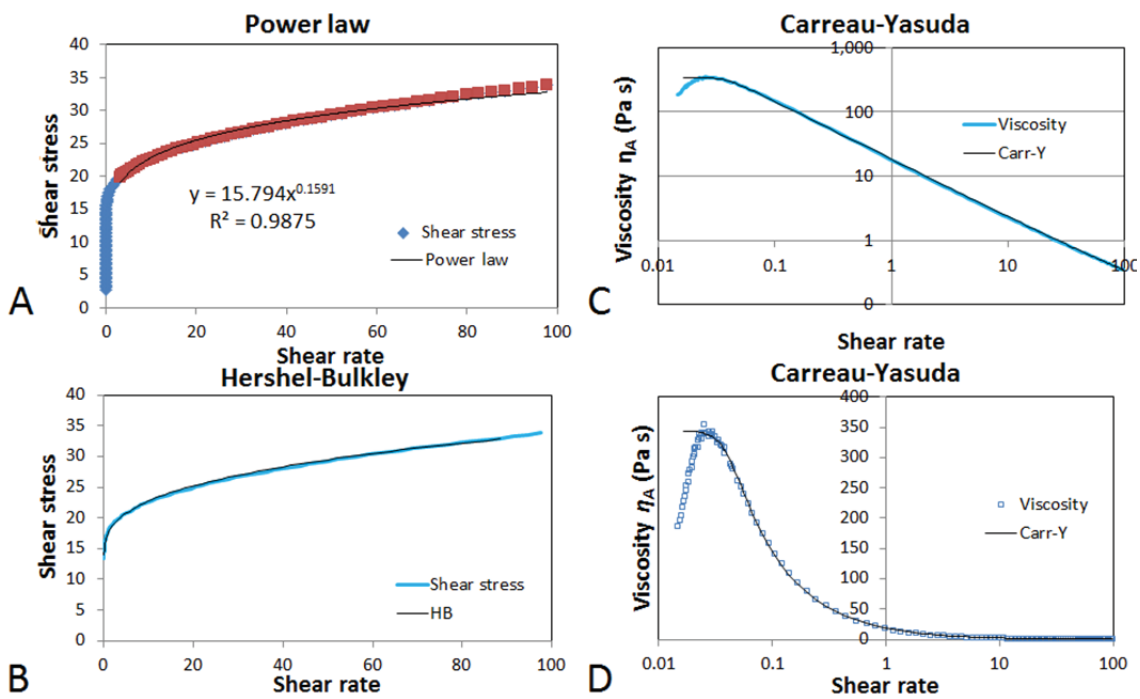 Power law
40
35
30
25
20
15
10
5
0
Shear stress
y = 15.794x^0.1591
R² = 0.9875
Shear stress
Power law
0 20 40 60 80 100
Shear rate
A
Hershel-Bulkley
40
35
30
25
20
15
10
5
0
Shear stress
Shear stress
HB
0 20 40 60 80 100
Shear rate
B
Carreau-Yasuda
1,000
100
10
1
0
Viscosity ηA (Pa s)
Viscosity
Carr-Y
0.01 0.1 1 10 100
Shear rate
C
Carreau-Yasuda
400
350
300
250
200
150
100
50
0
Viscosity ηA (Pa s)
Viscosity
Carr-Y
0.01 0.1 1 10 100
Shear rate
D